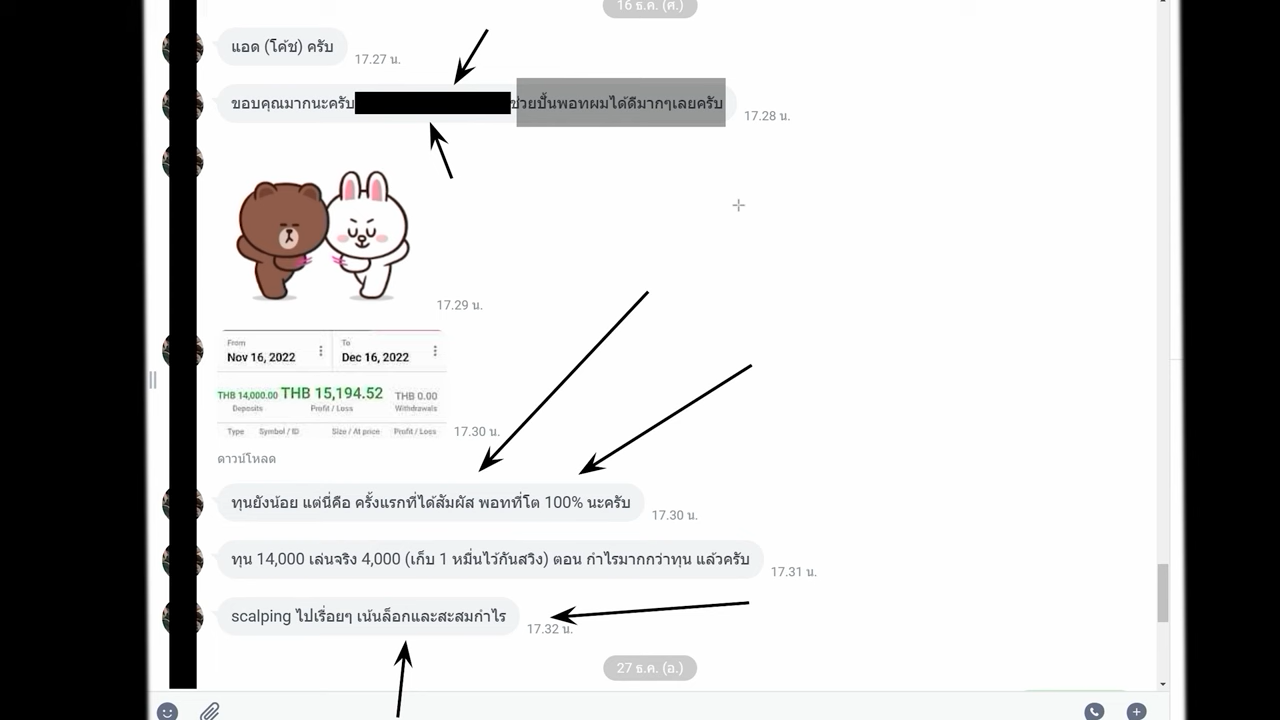 16 ธ.ค. (ศ.)
แอด (โค้ช) ครับ
17.27 น.
ขอบคุณมากนะครับ ช่วยปั้นพอทผมได้ดีมากๆเลยครับ
17.28 น.
17.29 น.
From To
Nov 16, 2022 Dec 16, 2022
THB 14,000.00 THB 15,194.52 THB 0.00
Deposits Profit / Loss Withdrawals
Type Symbol / ID Size / At price Profit / Loss
17.30 น.
ดาวน์โหลด
ทุนยังน้อย แต่นี่คือ ครั้งแรกที่ได้สัมผัส พอทที่โต 100% นะครับ
17.30 น.
ทุน 14,000 เล่นจริง 4,000 (เก็บ 1 หมื่นไว้กันสวิง) ตอน กำไรมากกว่าทุน แล้วครับ
17.31 น.
scalping ไปเรื่อยๆ เน้นล็อกและสะสมกำไร
17.32 น.
27 ธ.ค. (อ.)